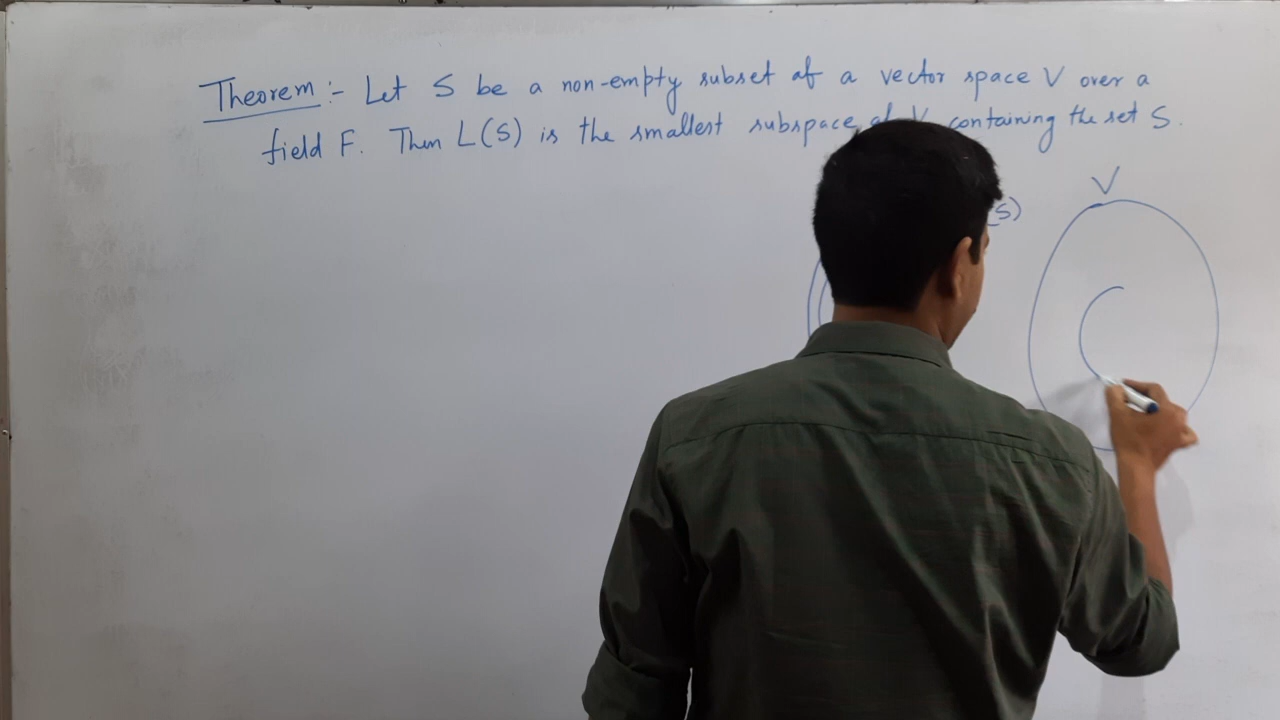 Theorem :- Let S be a non-empty subset of a vector space V over a
field F. Then L(S) is the smallest subspace of V containing the set S.
V
(S)